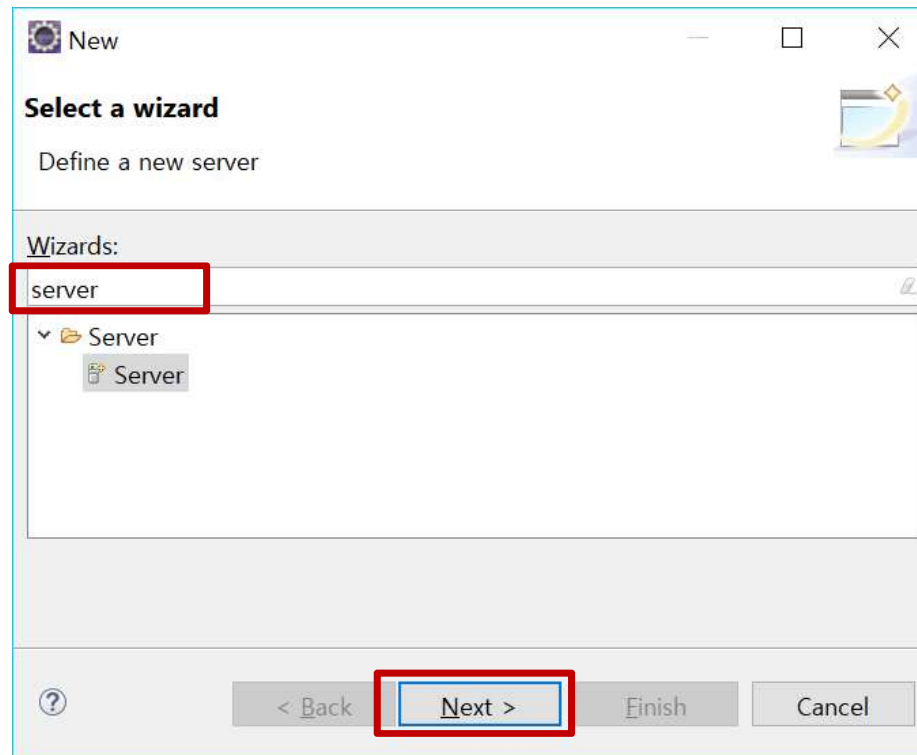 New
Select a wizard
Define a new server
Wizards:
server
Server
Server
< Back Next > Finish Cancel